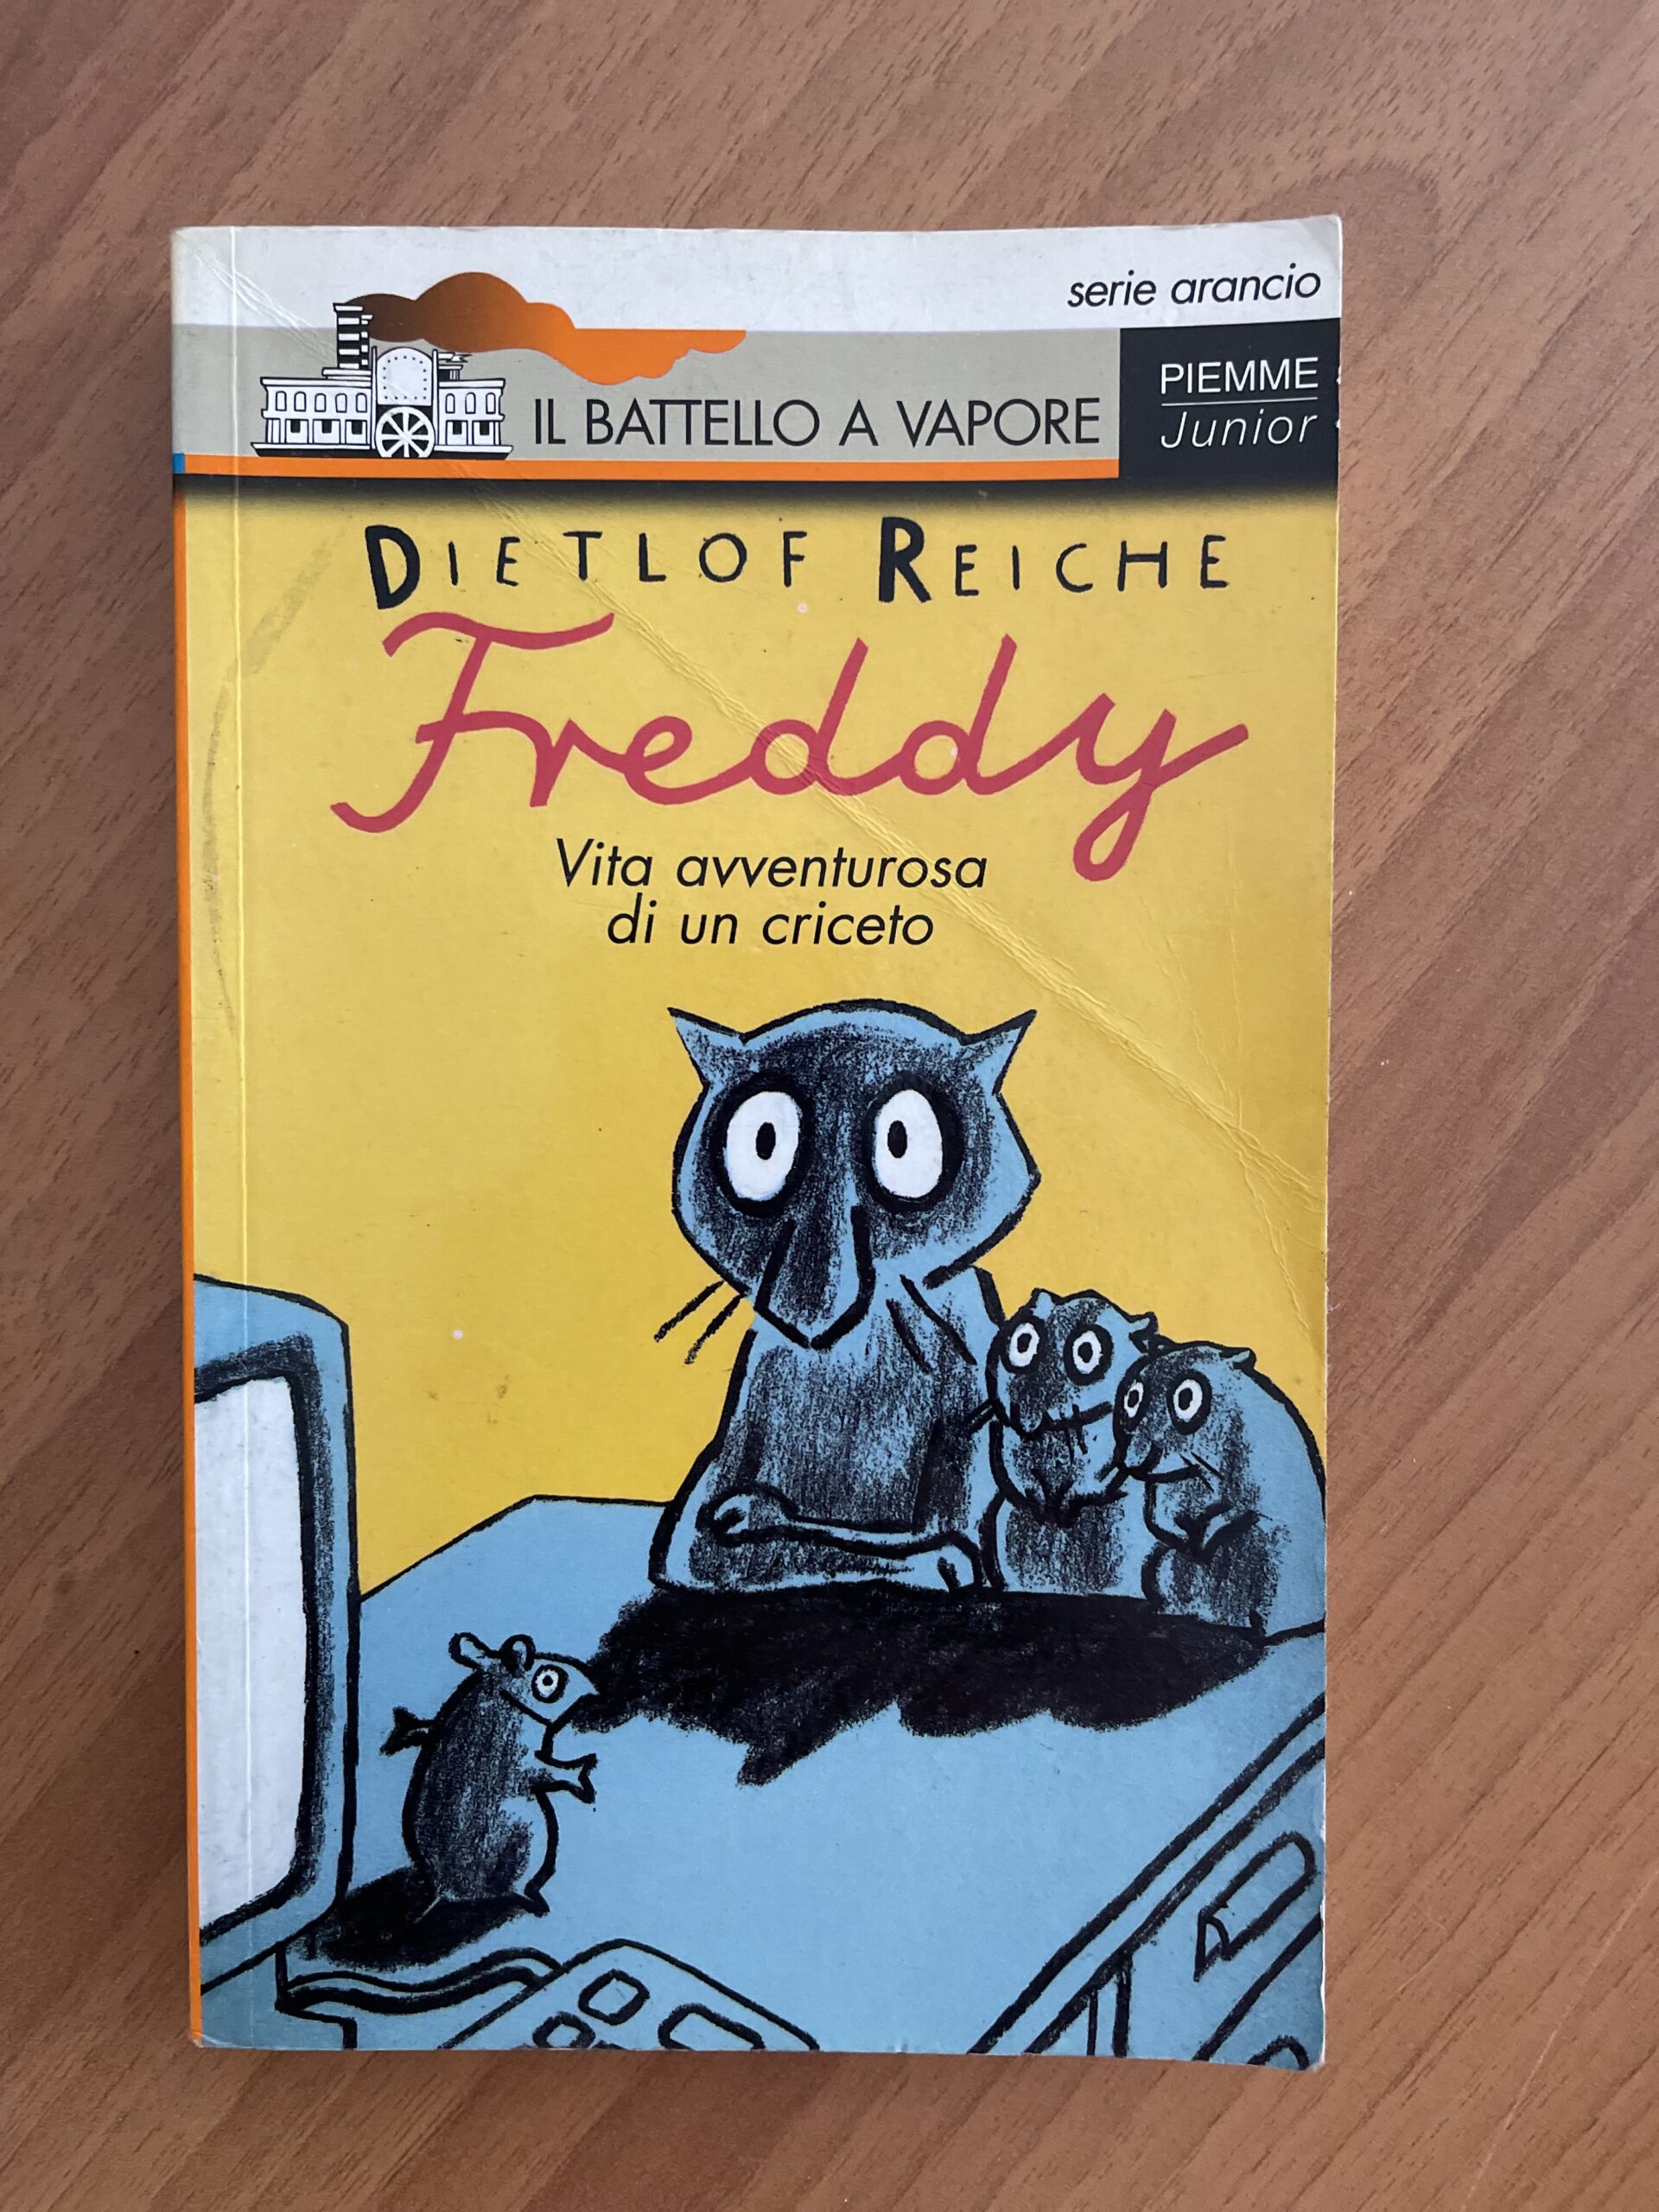 serie arancio
IL BATTELLO A VAPORE
PIEMME
Junior
DIETLOF REICHE
Freddy
Vita avventurosa
di un criceto